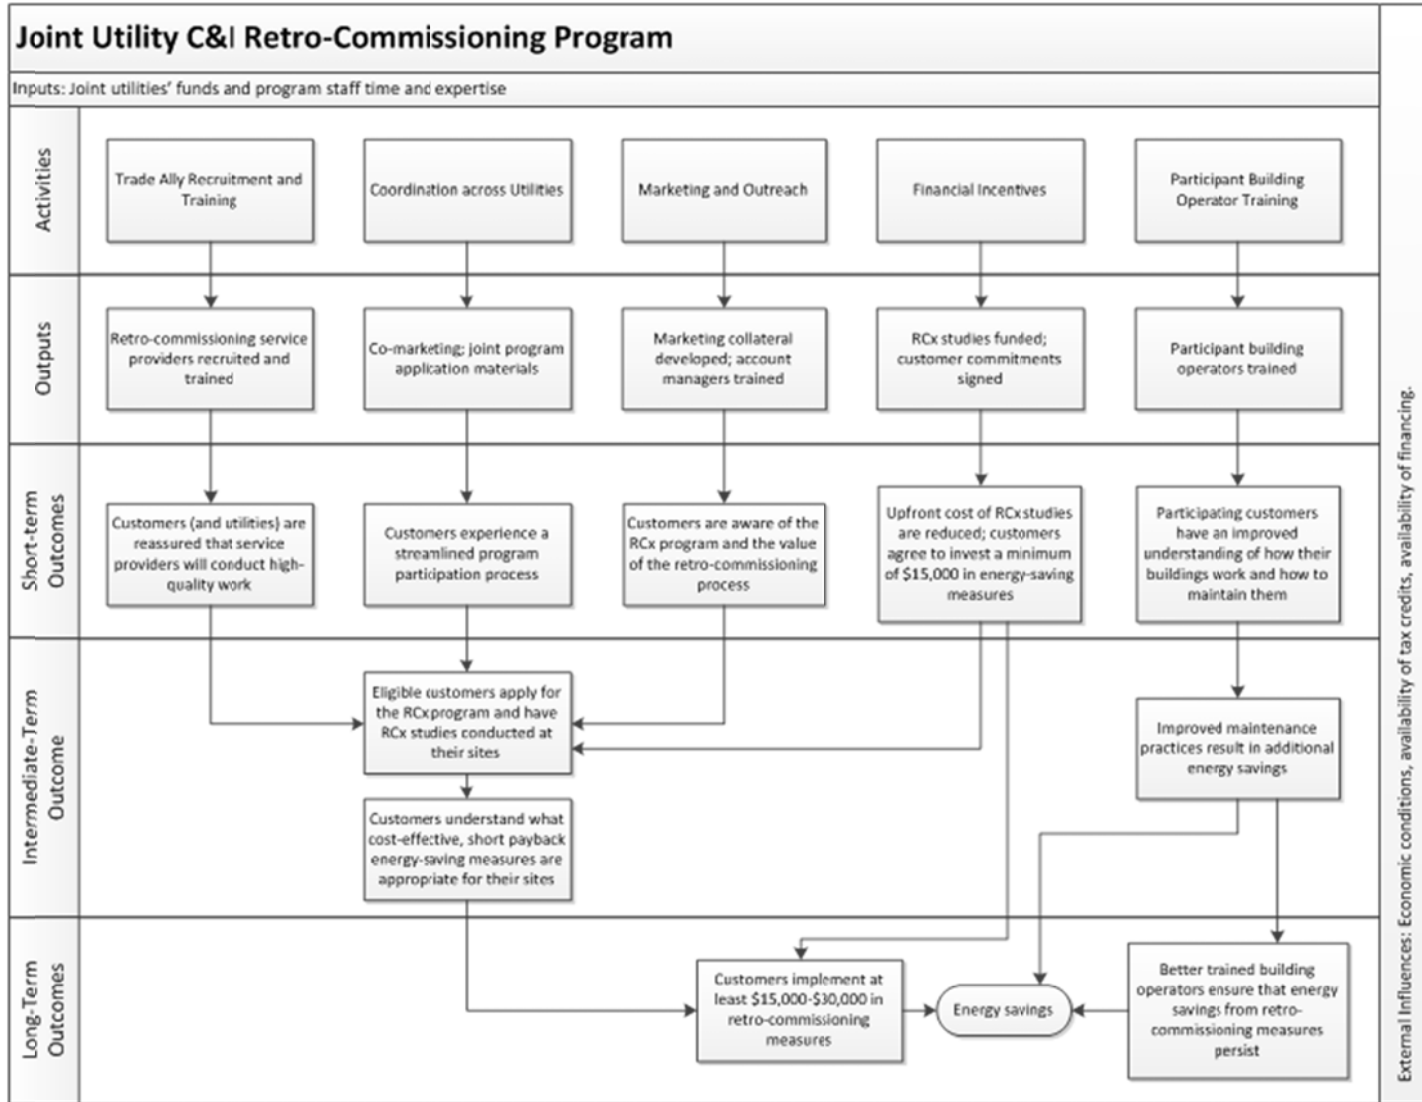 Joint Utility C&I Retro-Commissioning Program
Inputs: Joint utilities' funds and program staff time and expertise
Activities
Trade Ally Recruitment and
Training
Coordination across Utilities
Marketing and Outreach
Financial Incentives
Participant Building
Operator Training
Outputs
Retro-commissioning service
providers recruited and
trained
Co-marketing; joint program
application materials
Marketing collateral
developed; account
managers trained
RCx studies funded;
customer commitments
signed
Participant building
operators trained
Short-term
Outcomes
Customers (and utilities) are
reassured that service
providers will conduct high-
quality work
Customers experience a
streamlined program
participation process
Customers are aware of the
RCx program and the value
of the retro-commissioning
process
Upfront cost of RCx studies
are reduced; customers
agree to invest a minimum
of $15,000 in energy-saving
measures
Participating customers
have an improved
understanding of how their
buildings work and how to
maintain them
Intermediate-Term
Outcome
Eligible customers apply for
the RCx program and have
RCx studies conducted at
their sites
Improved maintenance
practices result in additional
energy savings
Customers understand what
cost-effective, short payback
energy-saving measures are
appropriate for their sites
Long-Term
Outcomes
Customers implement at
least $15,000-$30,000 in
retro-commissioning
measures
Energy savings
Better trained building
operators ensure that energy
savings from retro-
commissioning measures
persist
External Influences: Economic conditions, availability of tax credits, availability of financing.